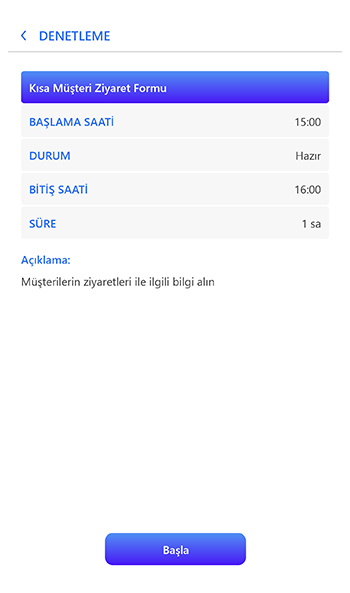 DENETLEME
Kısa Müşteri Ziyaret Formu
BAŞLAMA SAATİ 15:00
DURUM Hazır
BİTİŞ SAATİ 16:00
SÜRE 1 sa
Açıklama:
Müşterilerin ziyaretleri ile ilgili bilgi alın
Başla